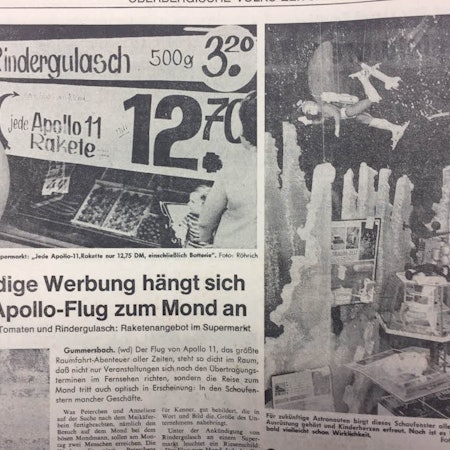 OBERBERGISCHE VOLKS-ZEI
Rindergulasch 500g 3.20
jede Apollo 11
Rakete = 12.70
upermarkt: „Jede Apollo-11-Rakette nur 12,75 DM, einschließlich Batterie". Foto: Röhrich
dige Werbung hängt sich
Apollo-Flug zum Mond an
Tomaten und Rindergulasch: Raketenangebot im Supermarkt
Gummersbach. (wd) Der Flug von Apollo 11, das größte
Raumfahrt-Abenteuer aller Zeiten, steht so dicht im Raum,
daß nicht nur Veranstaltungen sich nach den Übertragungs-
terminen im Fernsehen richten, sondern die Reise zum
Mond tritt auch optisch in Erscheinung: In den Schaufen-
stern mancher Geschäfte.
Was Peterchen und Anneliese
auf der Suche nach dem Maikäfer-
bein fertigbrachten, nämlich den
Besuch auf dem Mond bei dem
bösen Mondmann, sollen am Mon-
tag zwei Menschen erreichen. Die
für Kenner, gut bebildert, die in
Wort und Bild die Größe des Un-
ternehmens nahebringt.
Unter der Ankündigung von
Rindergulasch an einem Super-
markt leuchtet ein Riesenschild:
Für zukünftige Astronauten birgt dieses Schaufenster alles
Ausrüstung gehört und Kinderherzen erfreut. Noch ist es
bald vielleicht schon Wirklichkeit.